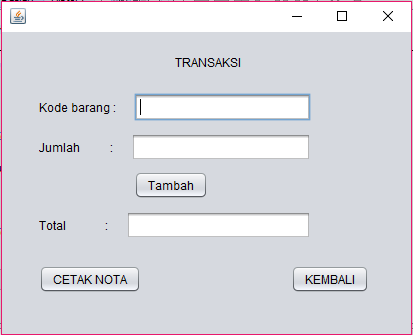 TRANSAKSI
Kode barang :
Jumlah :
Tambah
Total :
CETAK NOTA KEMBALI